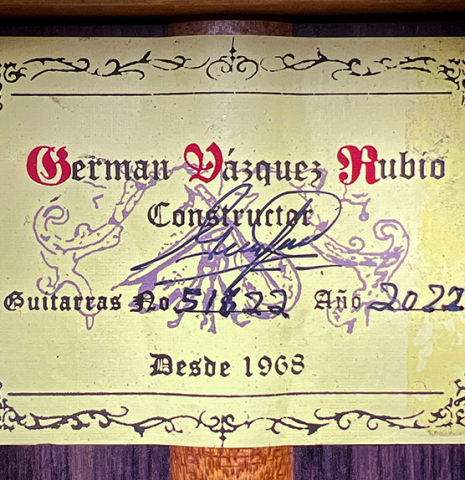 German Vázquez Rubio
Constructor
Guitarras No 51822 Año 2022
Desde 1968